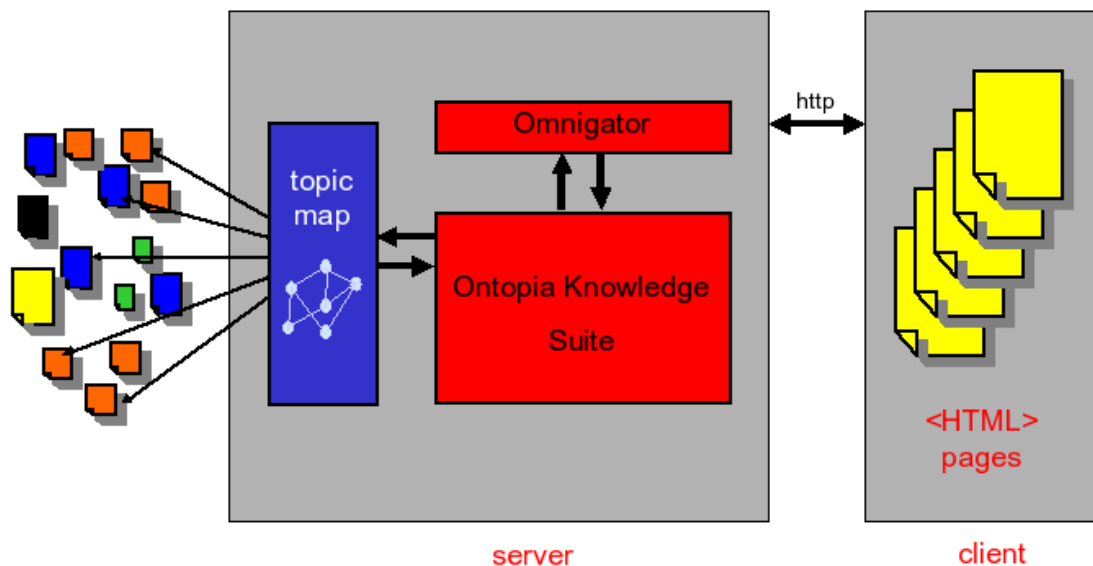 Omnigator
http
topic
map
Ontopia Knowledge
Suite
<HTML>
pages
server
client